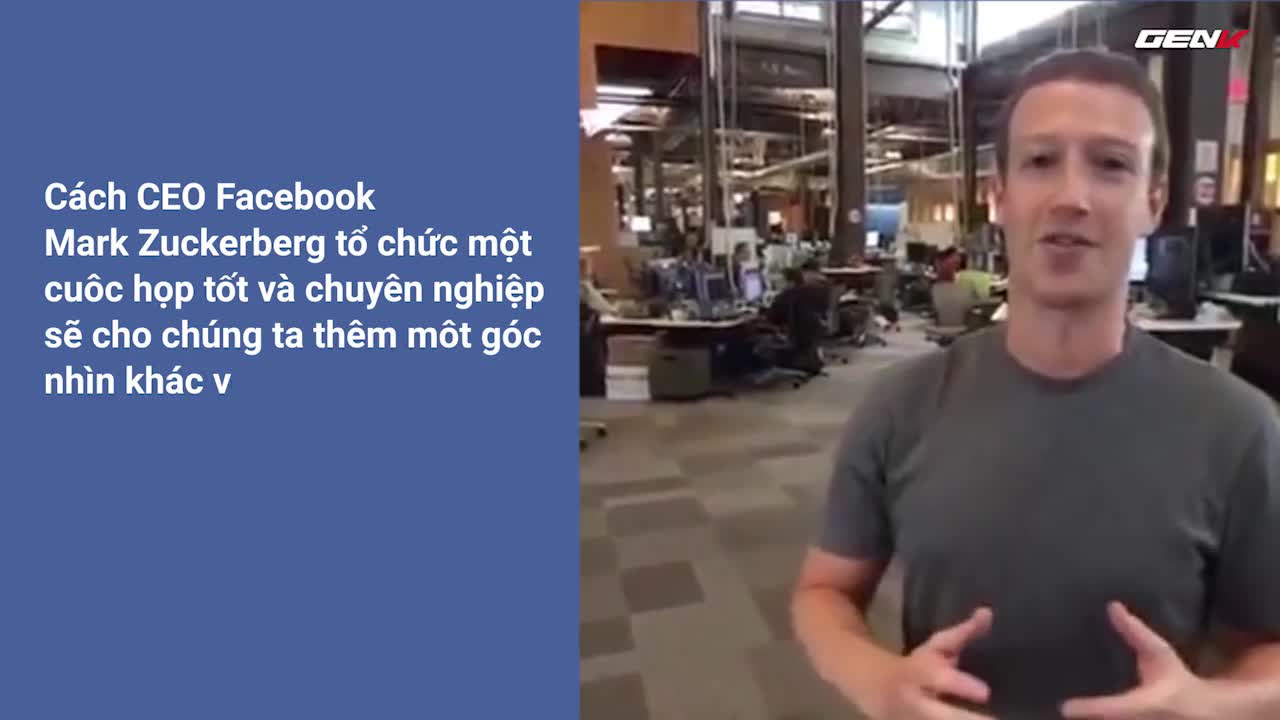 Cách CEO Facebook
Mark Zuckerberg tổ chức một
cuôc họp tốt và chuyên nghiệp
sẽ cho chúng ta thêm môt góc
nhìn khác v
GENK